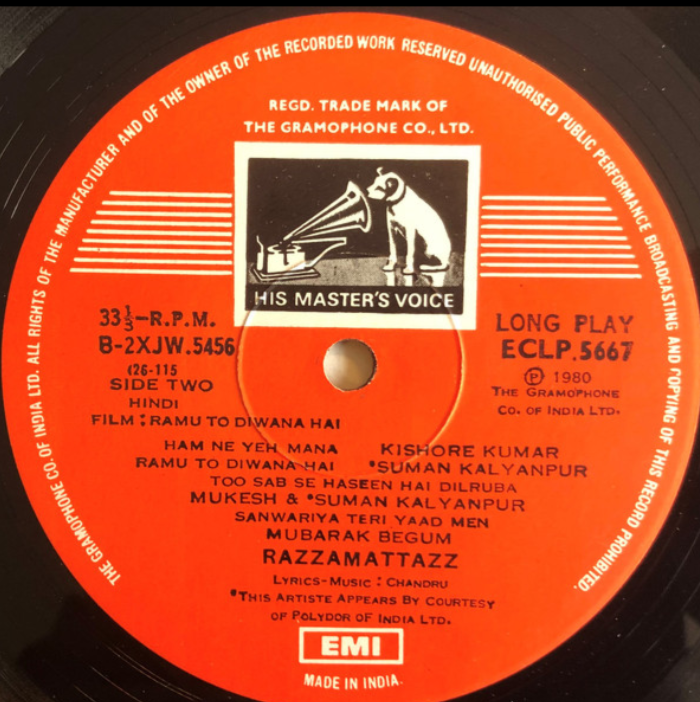 THE GRAMOPHONE CO. OF INDIA LTD. ALL RIGHTS OF THE MANUFACTURER AND OF THE OWNER OF THE RECORDED WORK RESERVED UNAUTHORISED PUBLIC PERFORMANCE BROADCASTING AND COPYING OF THIS RECORD PROHIBITED.
REGD. TRADE MARK OF
THE GRAMOPHONE CO., LTD.
HIS MASTER'S VOICE
33⅓-R.P.M.
B-2XJW.5456
426-115
SIDE TWO
HINDI
FILM : RAMU TO DIWANA HAI
LONG PLAY
ECLP.5667
Ⓟ 1980
THE GRAMOPHONE
CO. OF INDIA LTD.
HAM NE YEH MANA KISHORE KUMAR
RAMU TO DIWANA HAI *SUMAN KALYANPUR
TOO SAB SE HASEEN HAI DILRUBA
MUKESH & *SUMAN KALYANPUR
SANWARIYA TERI YAAD MEN
MUBARAK BEGUM
RAZZAMATTAZZ
LYRICS-MUSIC : CHANDRU
*THIS ARTISTE APPEARS BY COURTESY
OF POLYDOR OF INDIA LTD.
EMI
MADE IN INDIA.